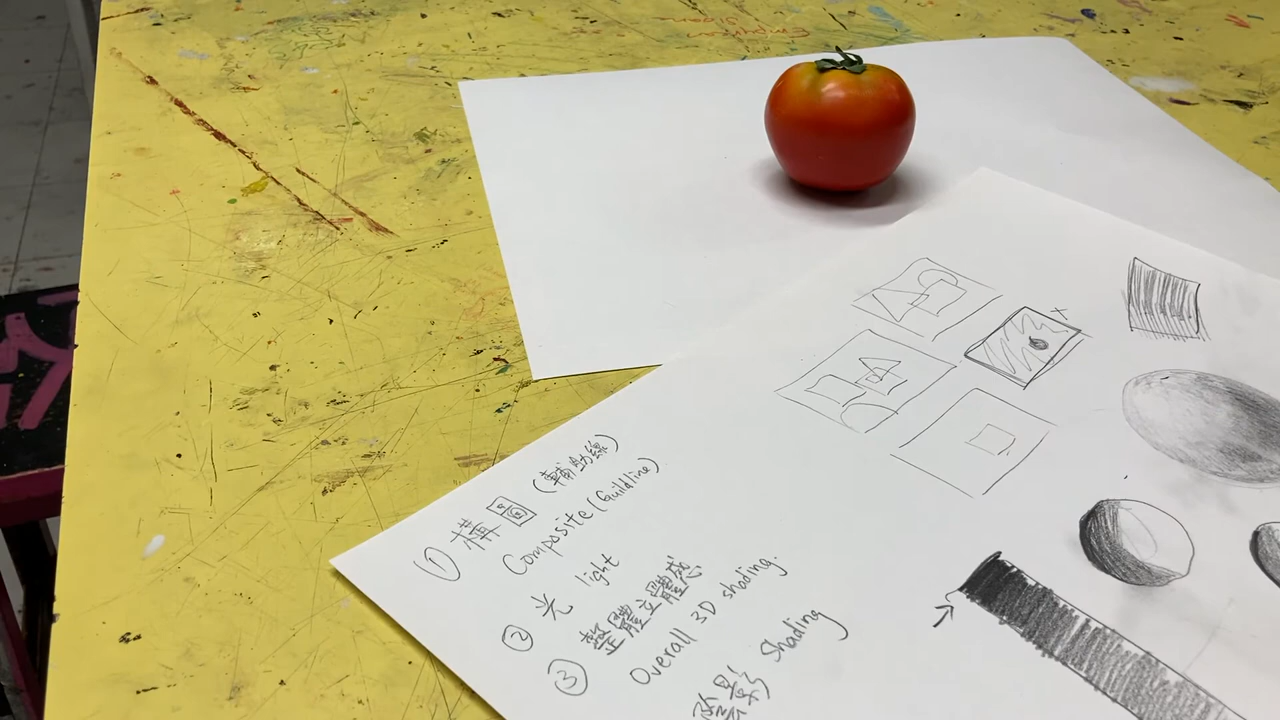 ① 構圖 (輔助線)
Composite (Guildline)
② 光 light
③ 整體立體感
Overall 3D shading.
陰影 Shading